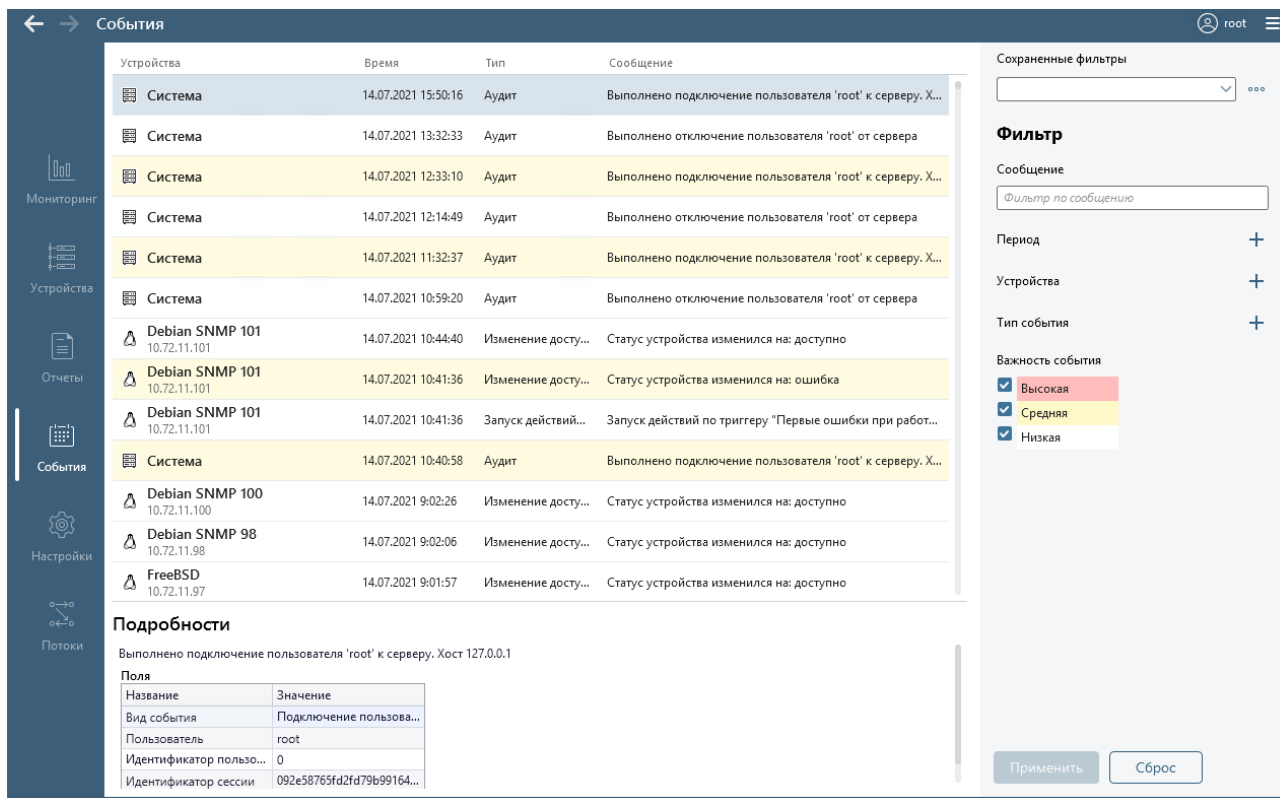 События
root
Мониторинг
Устройства
Отчеты
События
Настройки
Потоки
Устройства Время Тип Сообщение
Система 14.07.2021 15:50:16 Аудит Выполнено подключение пользователя 'root' к серверу. Х...
Система 14.07.2021 13:32:33 Аудит Выполнено отключение пользователя 'root' от сервера
Система 14.07.2021 12:33:10 Аудит Выполнено подключение пользователя 'root' к серверу. Х...
Система 14.07.2021 12:14:49 Аудит Выполнено отключение пользователя 'root' от сервера
Система 14.07.2021 11:32:37 Аудит Выполнено подключение пользователя 'root' к серверу. Х...
Система 14.07.2021 10:59:20 Аудит Выполнено отключение пользователя 'root' от сервера
Debian SNMP 101 14.07.2021 10:44:40 Изменение досту... Статус устройства изменился на: доступно
10.72.11.101
Debian SNMP 101 14.07.2021 10:41:36 Изменение досту... Статус устройства изменился на: ошибка
10.72.11.101
Debian SNMP 101 14.07.2021 10:41:36 Запуск действий... Запуск действий по триггеру "Первые ошибки при работ...
10.72.11.101
Система 14.07.2021 10:40:58 Аудит Выполнено подключение пользователя 'root' к серверу. Х...
Debian SNMP 100 14.07.2021 9:02:26 Изменение досту... Статус устройства изменился на: доступно
10.72.11.100
Debian SNMP 98 14.07.2021 9:02:06 Изменение досту... Статус устройства изменился на: доступно
10.72.11.98
FreeBSD 14.07.2021 9:01:57 Изменение досту... Статус устройства изменился на: доступно
10.72.11.97
Подробности
Выполнено подключение пользователя 'root' к серверу. Хост 127.0.0.1
Поля
Название Значение
Вид события Подключение пользова...
Пользователь root
Идентификатор пользо... 0
Идентификатор сессии 092e58765fd2fd79b99164...
Сохраненные фильтры
Фильтр
Сообщение
Фильтр по сообщению
Период
Устройства
Тип события
Важность события
Высокая
Средняя
Низкая
Применить Сброс